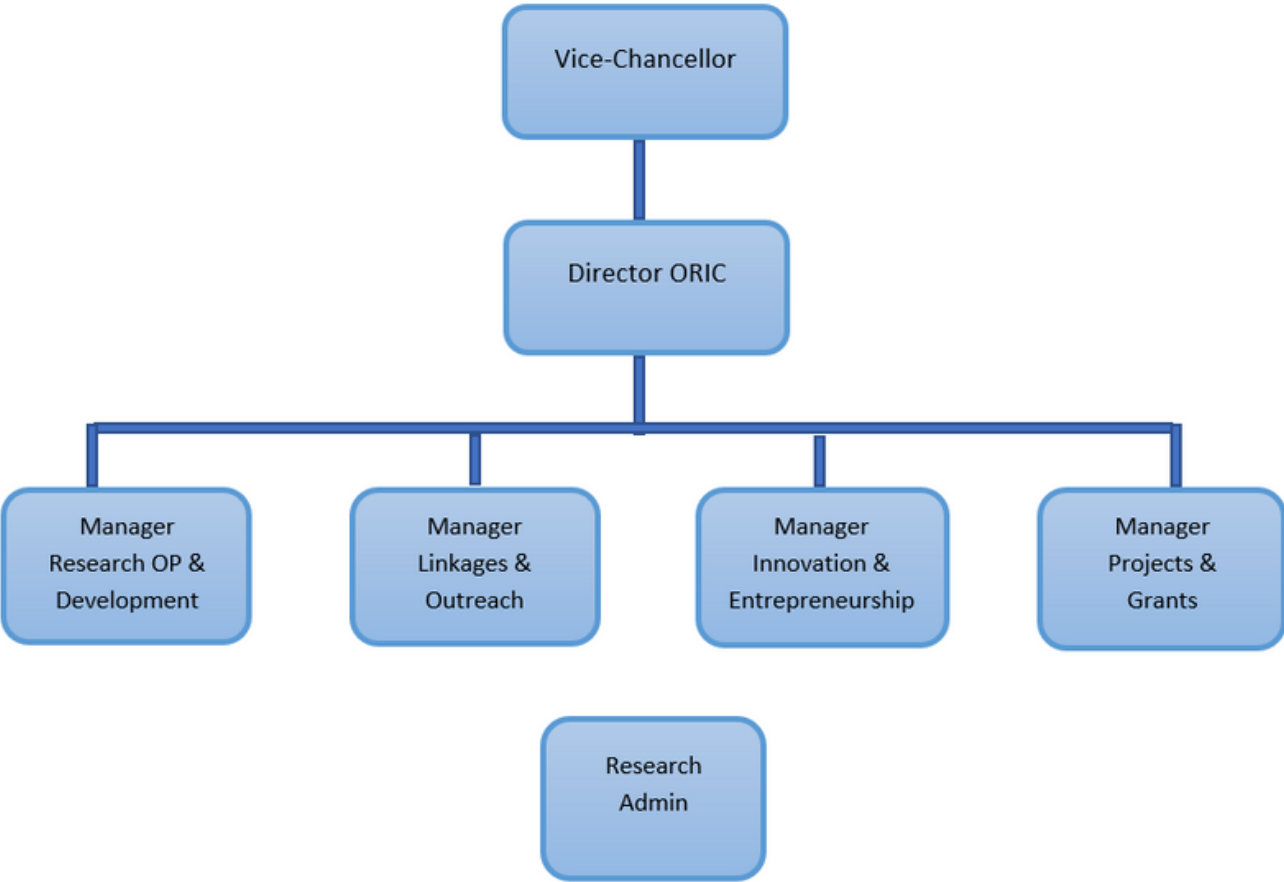 Vice-Chancellor
Director ORIC
Manager
Research OP &
Development
Manager
Linkages &
Outreach
Manager
Innovation &
Entrepreneurship
Manager
Projects &
Grants
Research
Admin